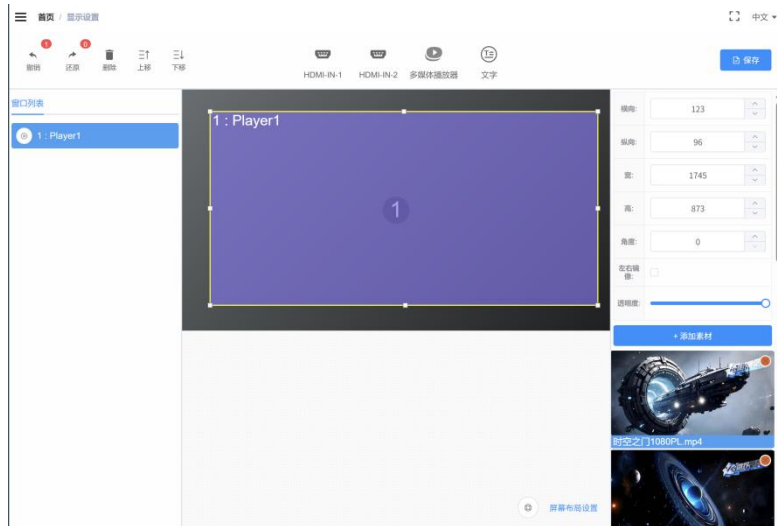 首页 / 显示设置
中文
1
0
撤销
还原
删除
上移
下移
HDMI-IN-1
HDMI-IN-2
多媒体播放器
文字
保存
窗口列表
1 : Player1
1 : Player1
1
横向:
123
纵向:
96
宽:
1745
高:
873
角度:
0
左右镜像:
透明度:
+ 添加素材
时空之门1080PL.mp4
屏幕布局设置